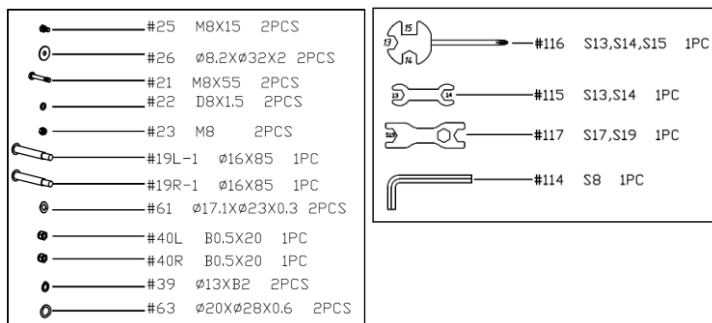 #25 M8X15 2PCS
#26 Ø8.2XØ32X2 2PCS
#21 M8X55 2PCS
#22 D8X1.5 2PCS
#23 M8 2PCS
#19L-1 Ø16X85 1PC
#19R-1 Ø16X85 1PC
#61 Ø17.1XØ23X0.3 2PCS
#40L B0.5X20 1PC
#40R B0.5X20 1PC
#39 Ø13XB2 2PCS
#63 Ø20XØ28X0.6 2PCS
15
13
14
#116 S13,S14,S15 1PC
13 14
#115 S13,S14 1PC
S19
#117 S17,S19 1PC
#114 S8 1PC